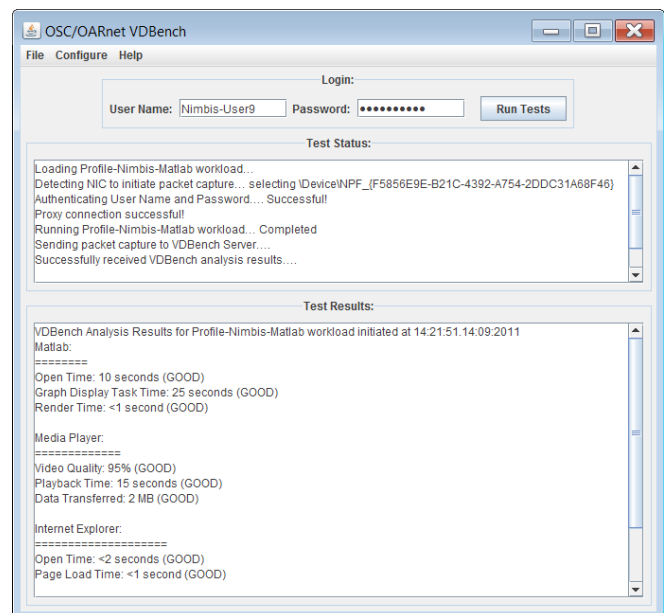 OSC/OARnet VDBench
File Configure Help
Login:
User Name: Nimbis-User9 Password: •••••••••• Run Tests
Test Status:
Loading Profile-Nimbis-Matlab workload...
Detecting NIC to initiate packet capture... selecting \Device\NPF_{F5856E9E-B21C-4392-A754-2DDC31A68F46}
Authenticating User Name and Password.... Successful!
Proxy connection successful!
Running Profile-Nimbis-Matlab workload... Completed
Sending packet capture to VDBench Server....
Successfully received VDBench analysis results....
Test Results:
VDBench Analysis Results for Profile-Nimbis-Matlab workload initiated at 14:21:51.14:09:2011
Matlab:
========
Open Time: 10 seconds (GOOD)
Graph Display Task Time: 25 seconds (GOOD)
Render Time: <1 second (GOOD)
Media Player:
=============
Video Quality: 95% (GOOD)
Playback Time: 15 seconds (GOOD)
Data Transferred: 2 MB (GOOD)
Internet Explorer:
====================
Open Time: <2 seconds (GOOD)
Page Load Time: <1 second (GOOD)